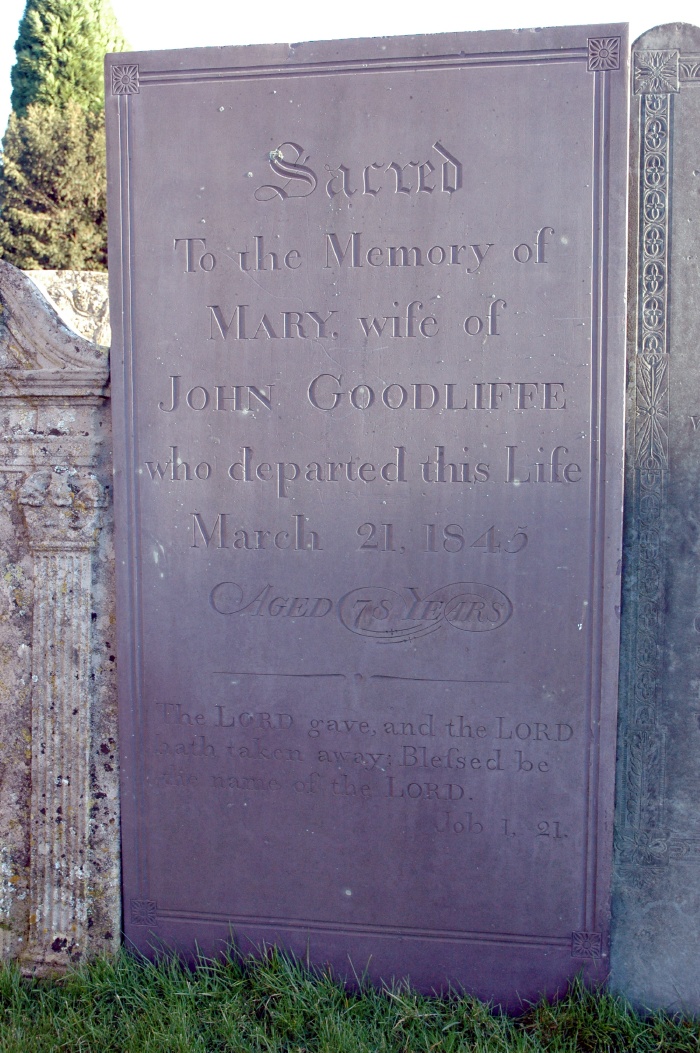 Sacred
To the Memory of
MARY, wife of
JOHN GOODLIFFE
who departed this Life
March 21, 1845
AGED 78 YEARS
The LORD gave, and the LORD
hath taken away: Bleſsed be
the name of the LORD.
Job 1. 21.